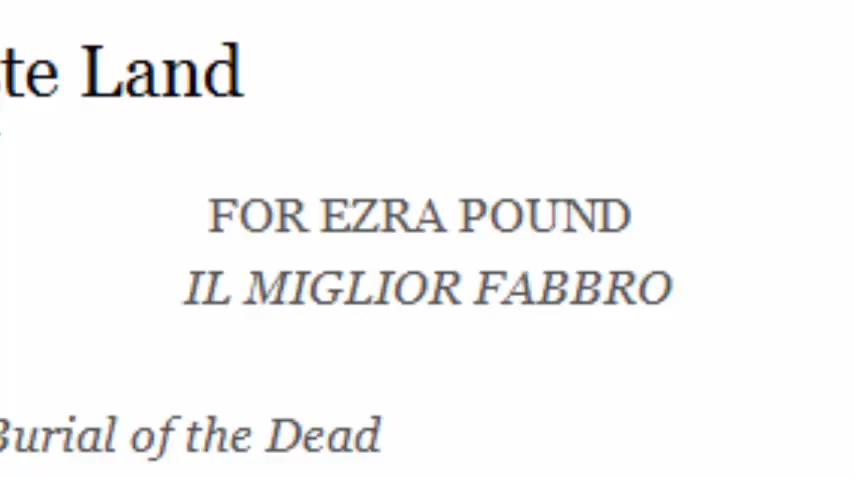 te Land
FOR EZRA POUND
IL MIGLIOR FABBRO
Burial of the Dead